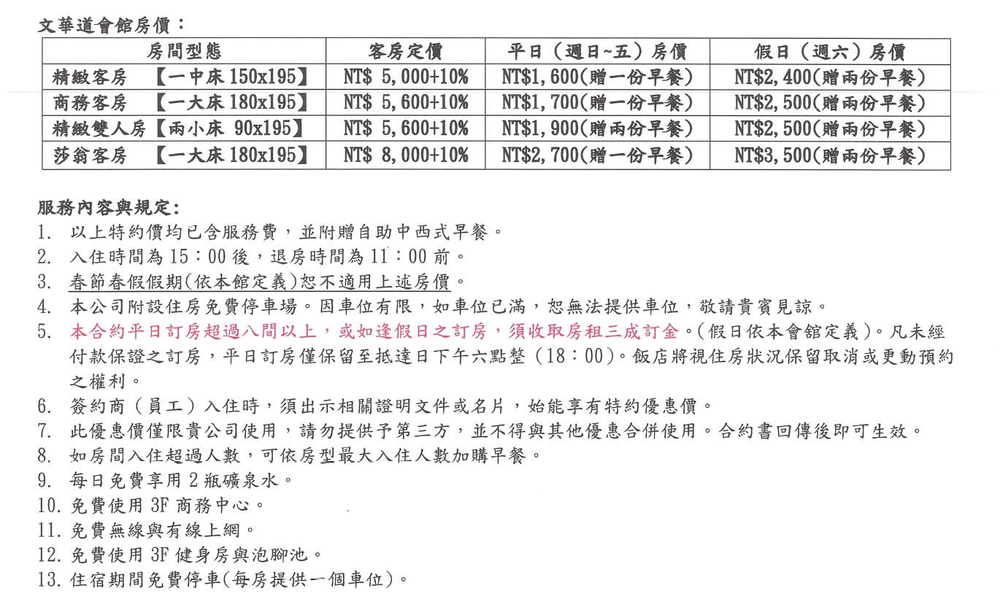 文華道會館房價：
房間型態 客房定價 平日（週日~五）房價 假日（週六）房價
精緻客房 【一中床 150x195】 NT$ 5,000+10% NT$1,600(贈一份早餐) NT$2,400(贈兩份早餐)
商務客房 【一大床 180x195】 NT$ 5,600+10% NT$1,700(贈一份早餐) NT$2,500(贈兩份早餐)
精緻雙人房【兩小床 90x195】 NT$ 5,600+10% NT$1,900(贈兩份早餐) NT$2,500(贈兩份早餐)
莎翁客房 【一大床 180x195】 NT$ 8,000+10% NT$2,700(贈一份早餐) NT$3,500(贈兩份早餐)
服務內容與規定:
1. 以上特約價均已含服務費，並附贈自助中西式早餐。
2. 入住時間為 15：00 後，退房時間為 11：00 前。
3. 春節春假假期(依本館定義)恕不適用上述房價。
4. 本公司附設住房免費停車場。因車位有限，如車位已滿，恕無法提供車位，敬請貴賓見諒。
5. 本合約平日訂房超過八間以上，或如逢假日之訂房，須收取房租三成訂金。(假日依本會館定義)。凡未經
付款保證之訂房，平日訂房僅保留至抵達日下午六點整（18：00）。飯店將視住房狀況保留取消或更動預約
之權利。
6. 簽約商（員工）入住時，須出示相關證明文件或名片，始能享有特約優惠價。
7. 此優惠價僅限貴公司使用，請勿提供予第三方，並不得與其他優惠合併使用。合約書回傳後即可生效。
8. 如房間入住超過人數，可依房型最大入住人數加購早餐。
9. 每日免費享用 2 瓶礦泉水。
10. 免費使用 3F 商務中心。
11. 免費無線與有線上網。
12. 免費使用 3F 健身房與泡腳池。
13. 住宿期間免費停車(每房提供一個車位)。